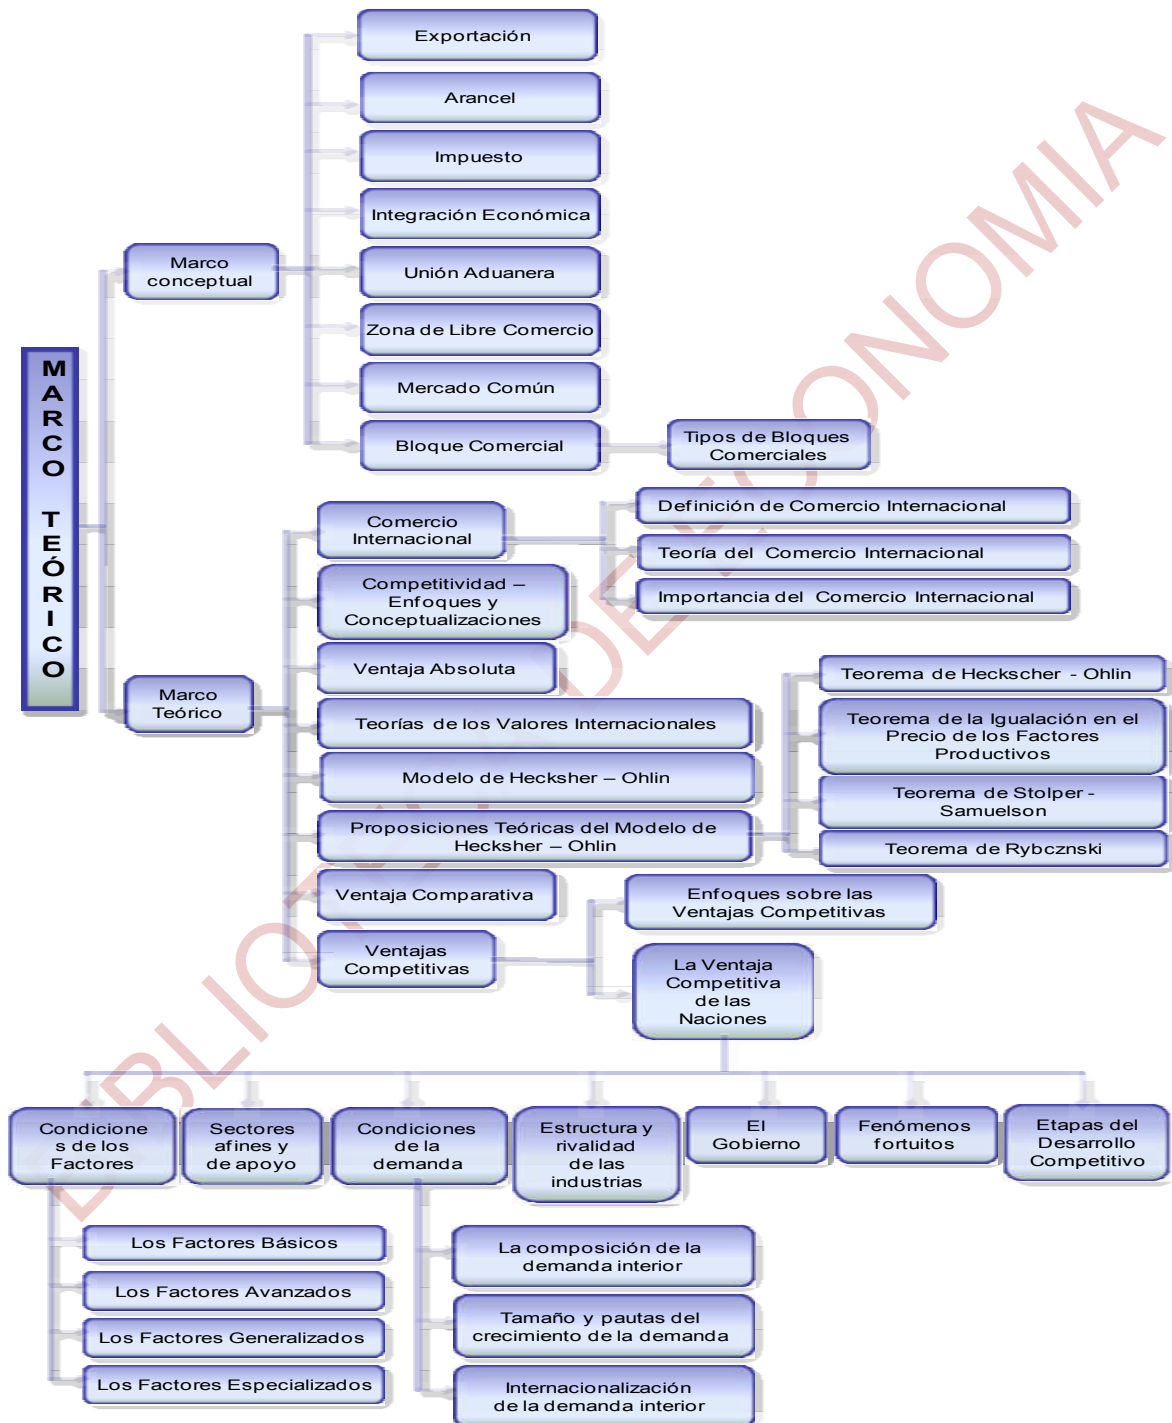 Exportación
Arancel
Impuesto
Integración Económica
Marco
conceptual
Unión Aduanera
Zona de Libre Comercio
Mercado Común
Bloque Comercial
Tipos de Bloques
Comerciales
MARCO TEÓRICO
Comercio
Internacional
Definición de Comercio Internacional
Teoría del Comercio Internacional
Importancia del Comercio Internacional
Competitividad –
Enfoques y
Conceptualizaciones
Ventaja Absoluta
Marco
Teórico
Teorías de los Valores Internacionales
Modelo de Hecksher – Ohlin
Proposiciones Teóricas del Modelo de
Hecksher – Ohlin
Teorema de Heckscher - Ohlin
Teorema de la Igualación en el
Precio de los Factores
Productivos
Teorema de Stolper -
Samuelson
Teorema de Rybcznski
Ventaja Comparativa
Ventajas
Competitivas
Enfoques sobre las
Ventajas Competitivas
La Ventaja
Competitiva
de las
Naciones
Condicione
s de los
Factores
Sectores
afines y
de apoyo
Condiciones
de la
demanda
Estructura y
rivalidad
de las
industrias
El
Gobierno
Fenómenos
fortuitos
Etapas del
Desarrollo
Competitivo
Los Factores Básicos
Los Factores Avanzados
Los Factores Generalizados
Los Factores Especializados
La composición de la
demanda interior
Tamaño y pautas del
crecimiento de la demanda
Internacionalización
de la demanda interior
BIBLIOTECA DE ECONOMIA